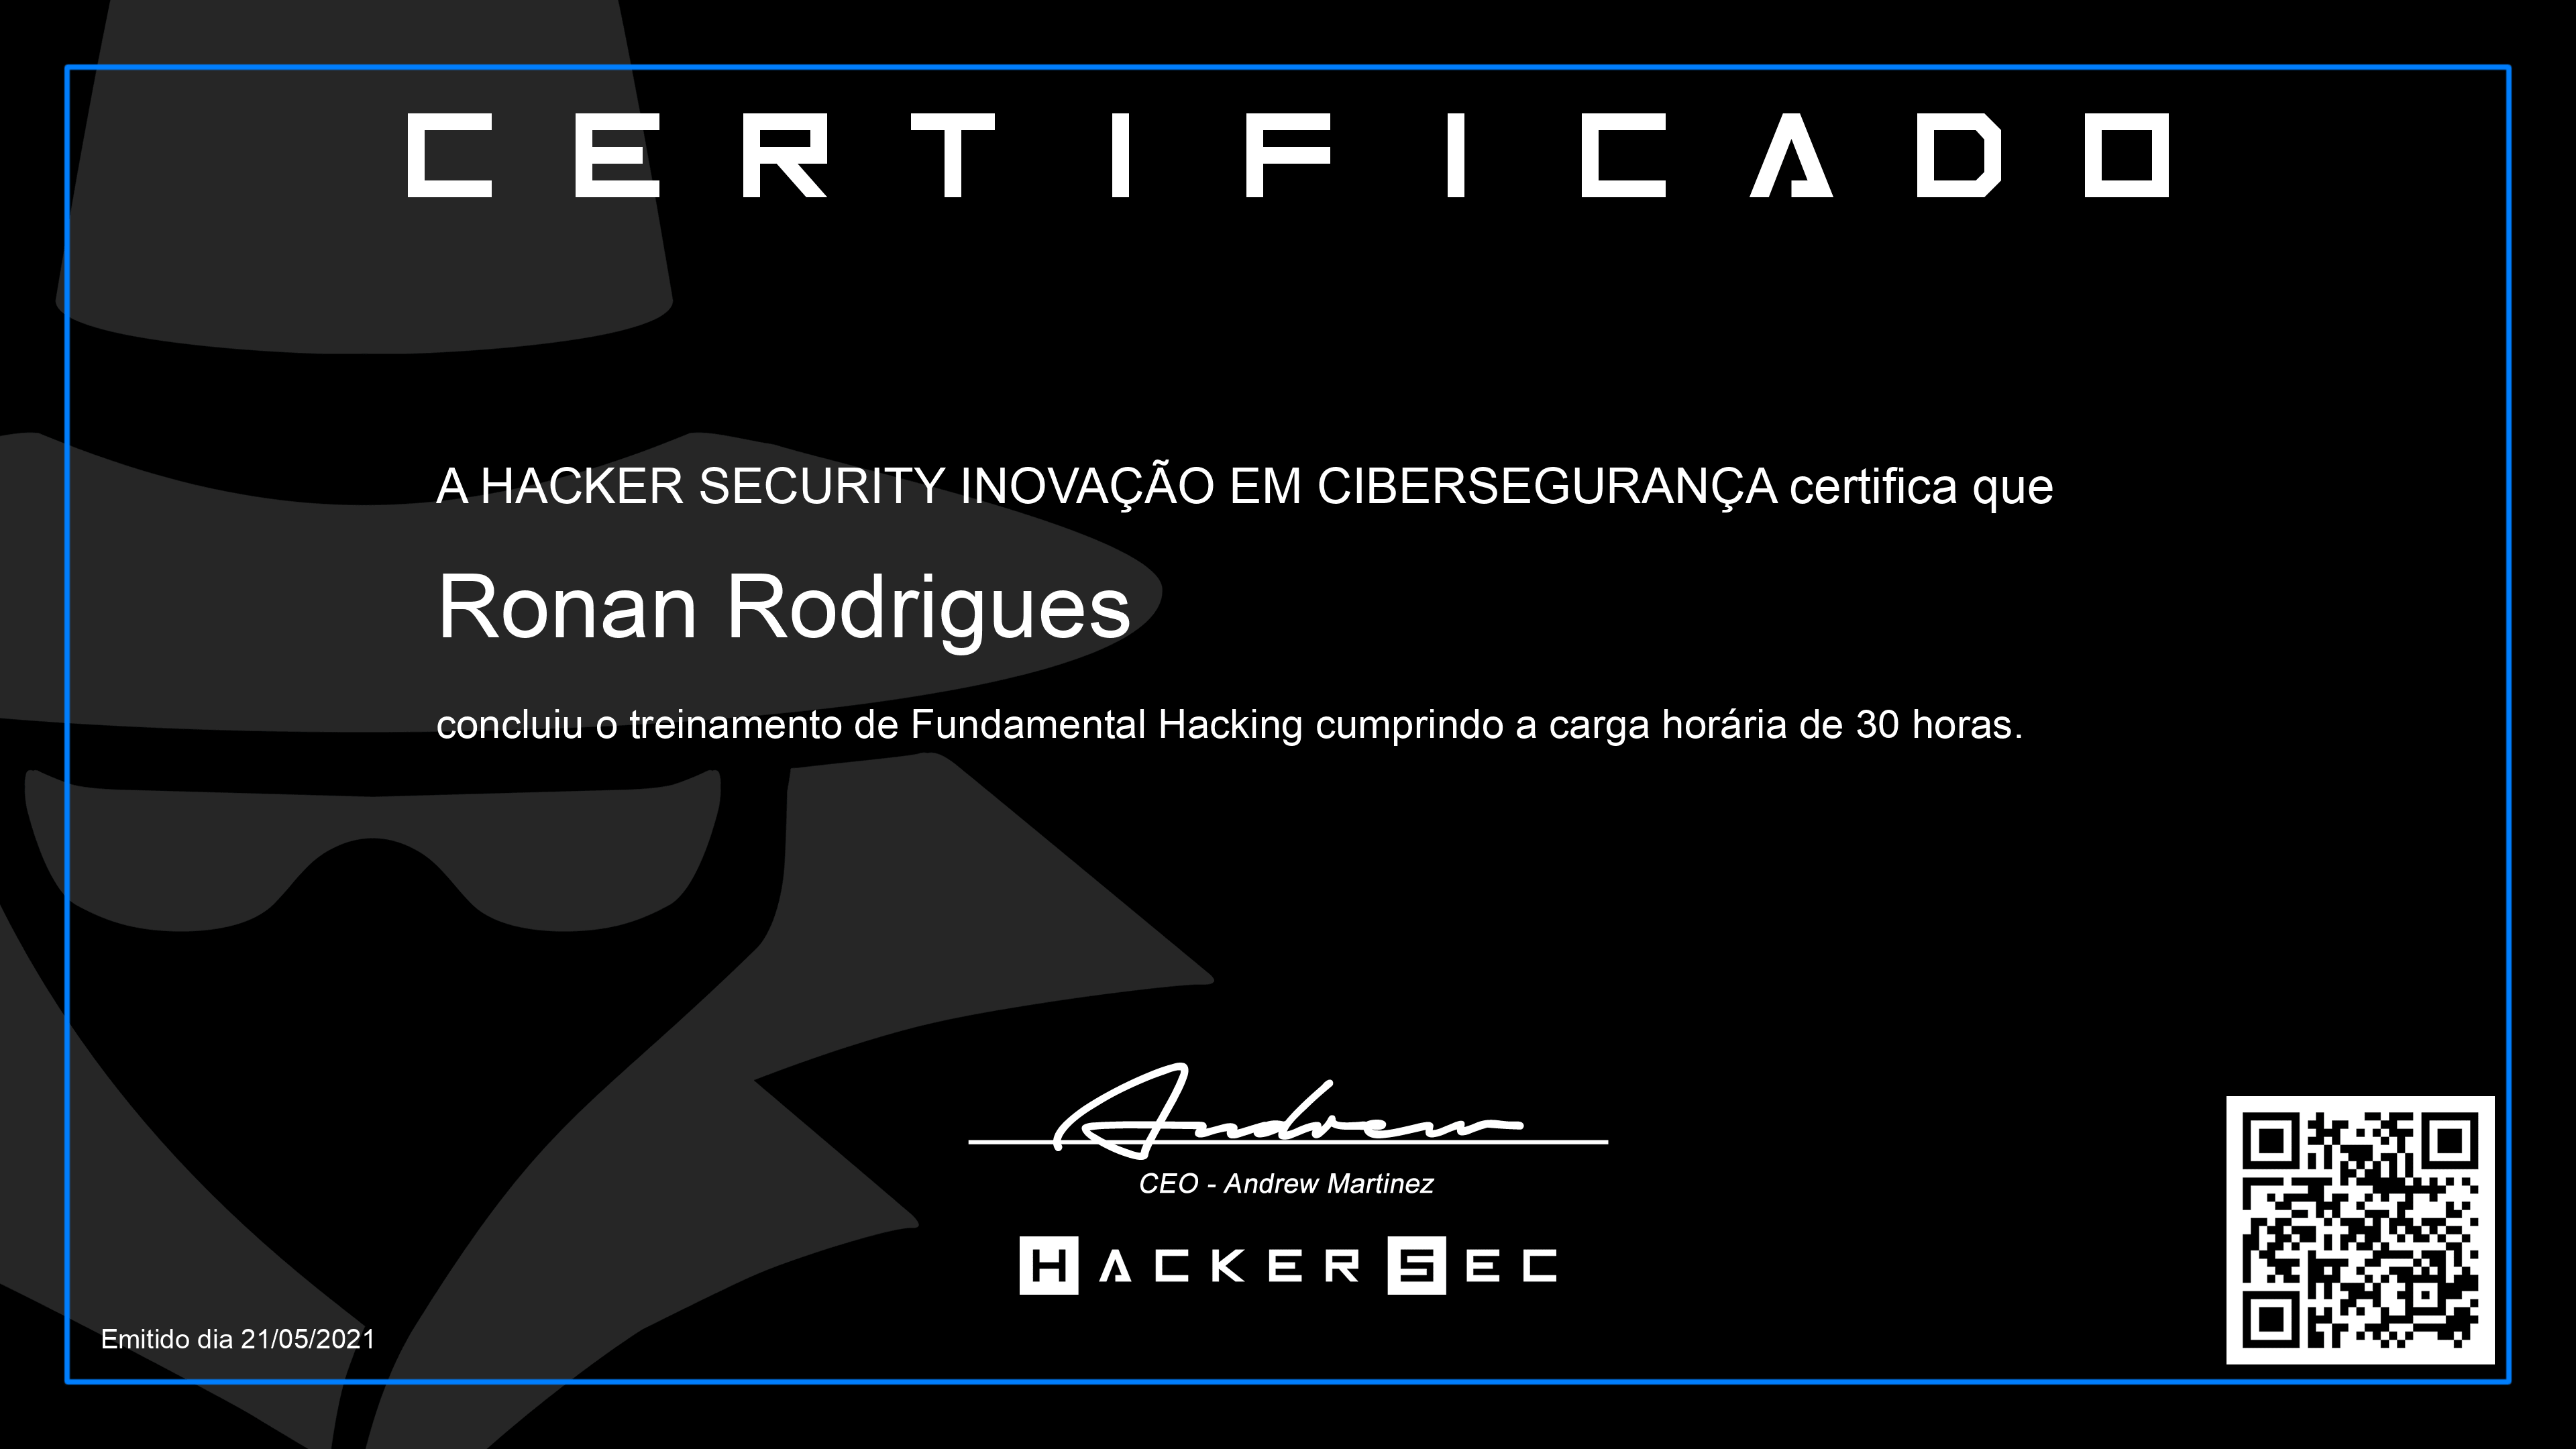 CERTIFICADO
A HACKER SECURITY INOVAÇÃO EM CIBERSEGURANÇA certifica que
Ronan Rodrigues
concluiu o treinamento de Fundamental Hacking cumprindo a carga horária de 30 horas.
Andrew
CEO - Andrew Martinez
HACKERSEC
Emitido dia 21/05/2021